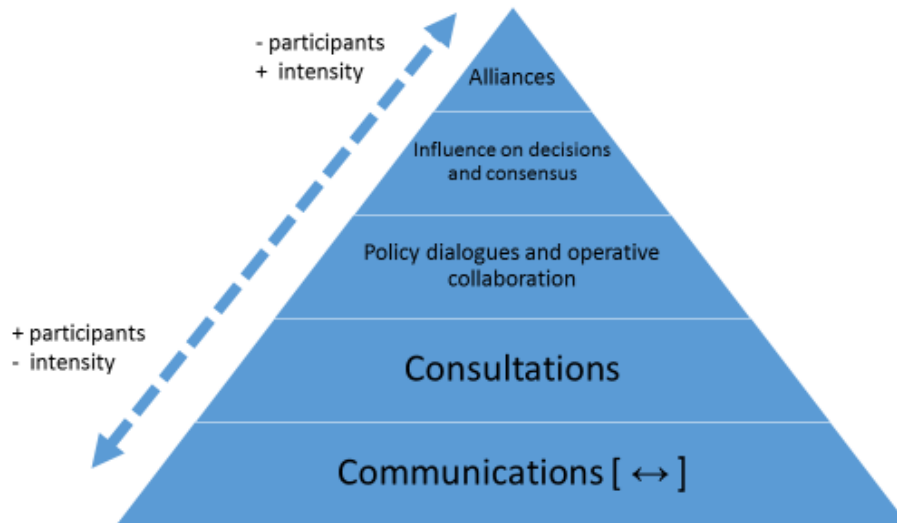 - participants
+ intensity
Alliances
Influence on decisions
and consensus
Policy dialogues and operative
collaboration
+ participants
- intensity
Consultations
Communications [ ↔ ]